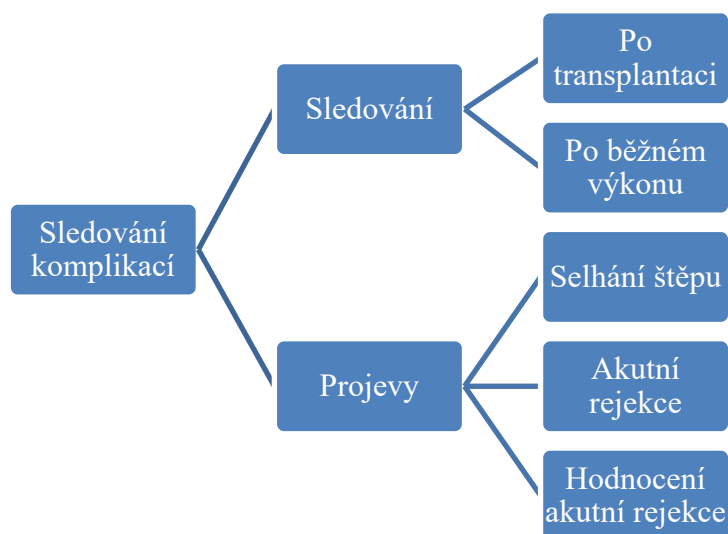 Sledování
komplikací
Sledování
Po
transplantaci
Po běžném
výkonu
Projevy
Selhání štěpu
Akutní
rejekce
Hodnocení
akutní rejekce